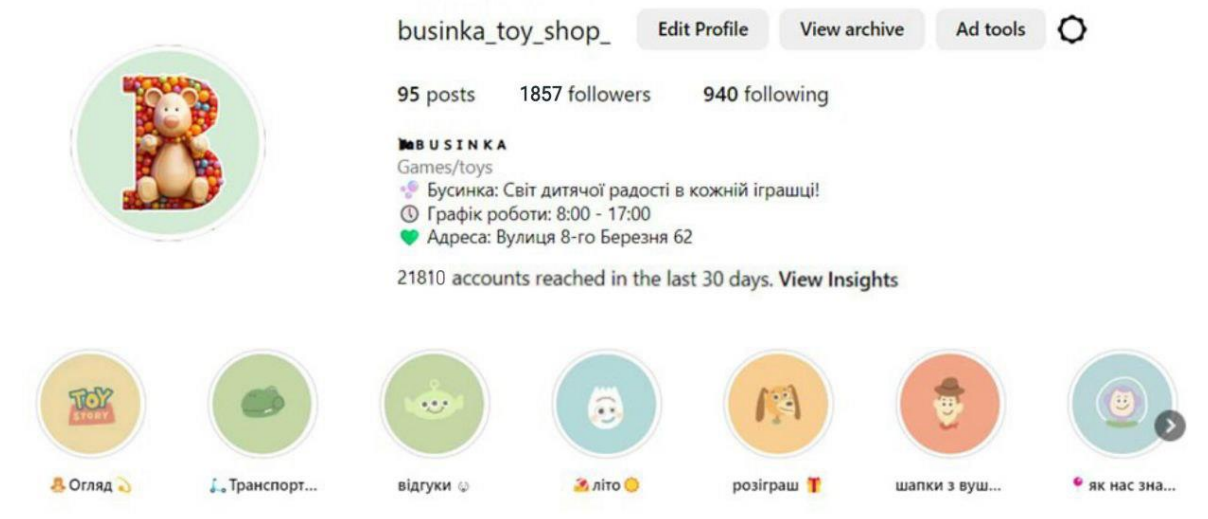 businka_toy_shop_ Edit Profile View archive Ad tools
95 posts 1857 followers 940 following
BUSINKA
Games/toys
Бусинка: Світ дитячої радості в кожній іграшці!
Графік роботи: 8:00 - 17:00
Адреса: Вулиця 8-го Березня 62
21810 accounts reached in the last 30 days. View Insights
TOY
STORY
Огляд Транспорт... відгуки літо розіграш шапки з вуш... як нас зна...